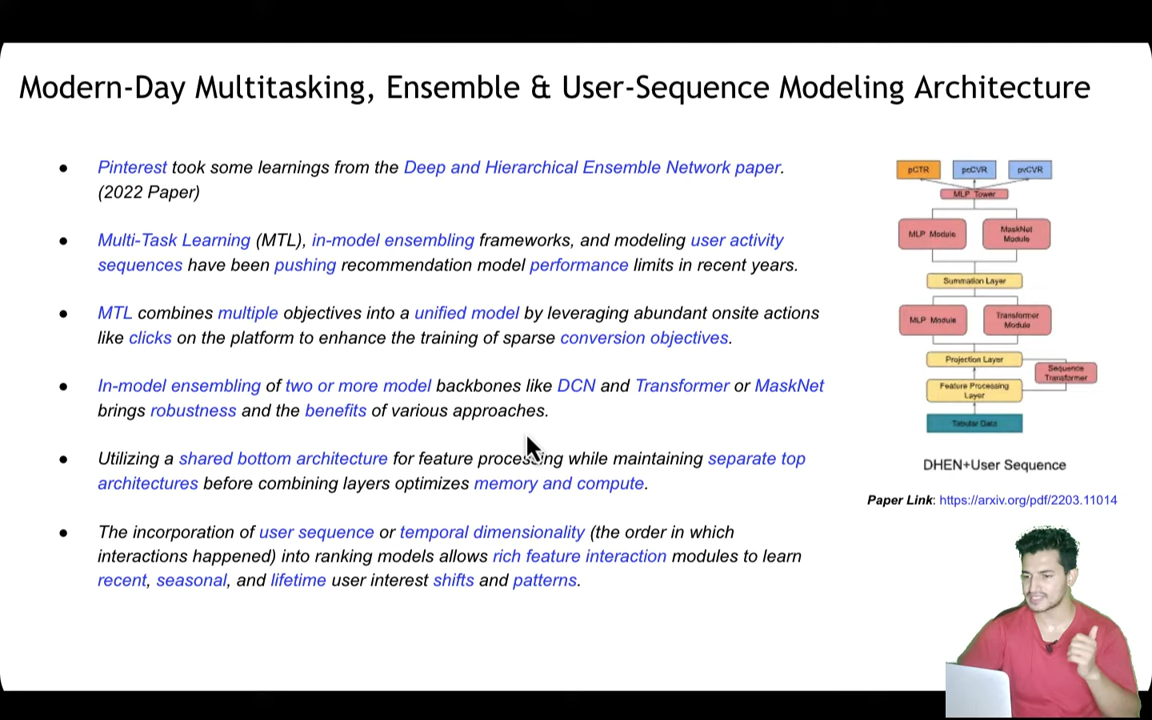 Modern-Day Multitasking, Ensemble & User-Sequence Modeling Architecture
● Pinterest took some learnings from the Deep and Hierarchical Ensemble Network paper.
(2022 Paper)
● Multi-Task Learning (MTL), in-model ensembling frameworks, and modeling user activity
sequences have been pushing recommendation model performance limits in recent years.
● MTL combines multiple objectives into a unified model by leveraging abundant onsite actions
like clicks on the platform to enhance the training of sparse conversion objectives.
● In-model ensembling of two or more model backbones like DCN and Transformer or MaskNet
brings robustness and the benefits of various approaches.
● Utilizing a shared bottom architecture for feature processing while maintaining separate top
architectures before combining layers optimizes memory and compute.
● The incorporation of user sequence or temporal dimensionality (the order in which
interactions happened) into ranking models allows rich feature interaction modules to learn
recent, seasonal, and lifetime user interest shifts and patterns.
pCTR
pcCVR
pvCVR
MLP Tower
MLP Module
MaskNet
Module
Summation Layer
MLP Module
Transformer
Module
Projection Layer
Sequence
Transformer
Feature Processing
Layer
Tabular Data
DHEN+User Sequence
Paper Link: https://arxiv.org/pdf/2203.11014